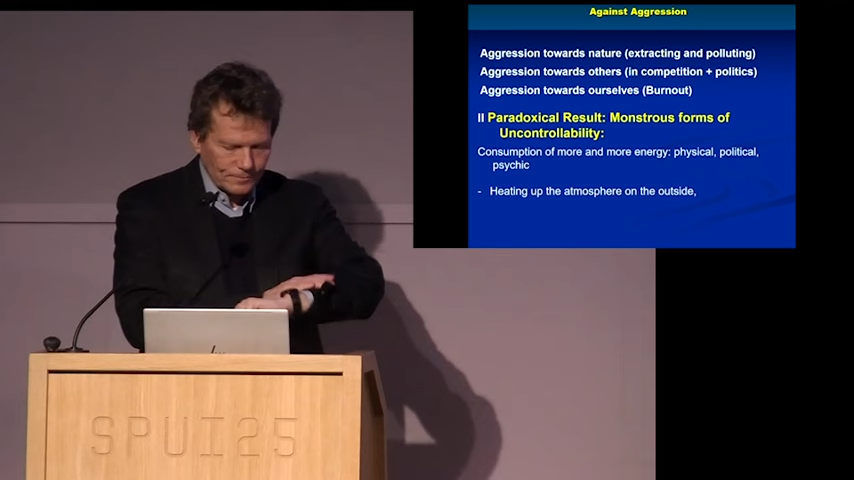 Against Aggression
Aggression towards nature (extracting and polluting)
Aggression towards others (in competition + politics)
Aggression towards ourselves (Burnout)
II Paradoxical Result: Monstrous forms of
Uncontrollability:
Consumption of more and more energy: physical, political,
psychic
- Heating up the atmosphere on the outside,
SPUI25